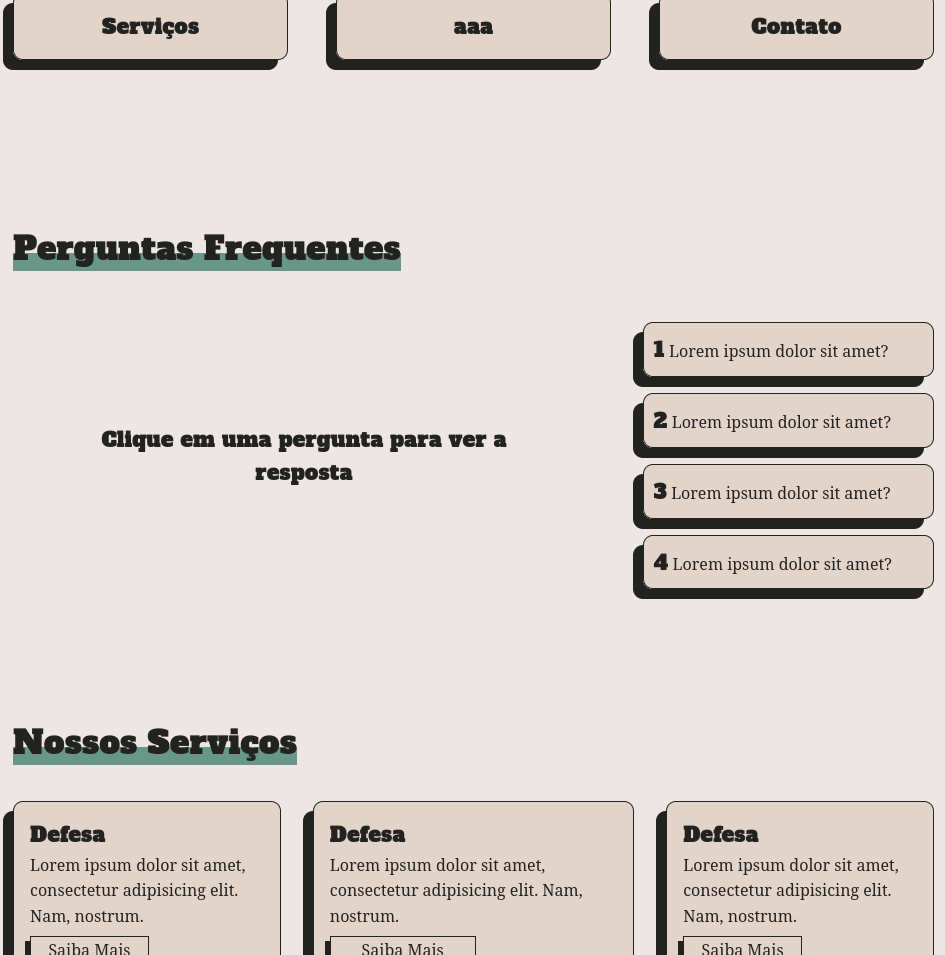 Serviços
aaa
Contato
Perguntas Frequentes
Clique em uma pergunta para ver a
resposta
1 Lorem ipsum dolor sit amet?
2 Lorem ipsum dolor sit amet?
3 Lorem ipsum dolor sit amet?
4 Lorem ipsum dolor sit amet?
Nossos Serviços
Defesa
Lorem ipsum dolor sit amet,
consectetur adipisicing elit.
Nam, nostrum.
Saiba Mais
Defesa
Lorem ipsum dolor sit amet,
consectetur adipisicing elit. Nam,
nostrum.
Saiba Mais
Defesa
Lorem ipsum dolor sit amet,
consectetur adipisicing elit.
Nam, nostrum.
Saiba Mais